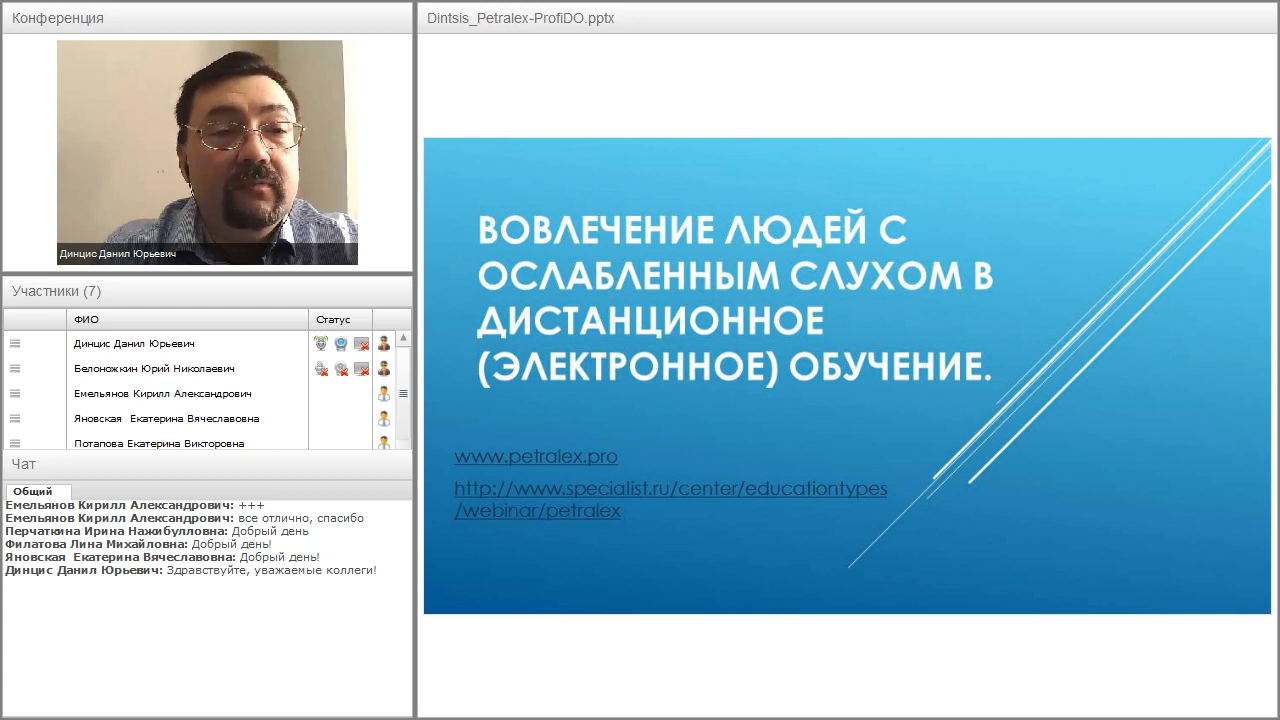 Конференция
Динцис Данил Юрьевич
Участники (7)
ФИО Статус
Динцис Данил Юрьевич
Белоножкин Юрий Николаевич
Емельянов Кирилл Александрович
Яновская  Екатерина Вячеславовна
Потапова Екатерина Викторовна
Чат
Общий
Емельянов Кирилл Александрович: +++
Емельянов Кирилл Александрович: все отлично, спасибо
Перчаткина Ирина Нажибулловна: Добрый день
Филатова Лина Михайловна: Добрый день!
Яновская  Екатерина Вячеславовна: Добрый день!
Динцис Данил Юрьевич: Здравствуйте, уважаемые коллеги!
Dintsis_Petralex-ProfiDO.pptx
ВОВЛЕЧЕНИЕ ЛЮДЕЙ С
ОСЛАБЛЕННЫМ СЛУХОМ В
ДИСТАНЦИОННОЕ
(ЭЛЕКТРОННОЕ) ОБУЧЕНИЕ.
www.petralex.pro
http://www.specialist.ru/center/educationtypes
/webinar/petralex